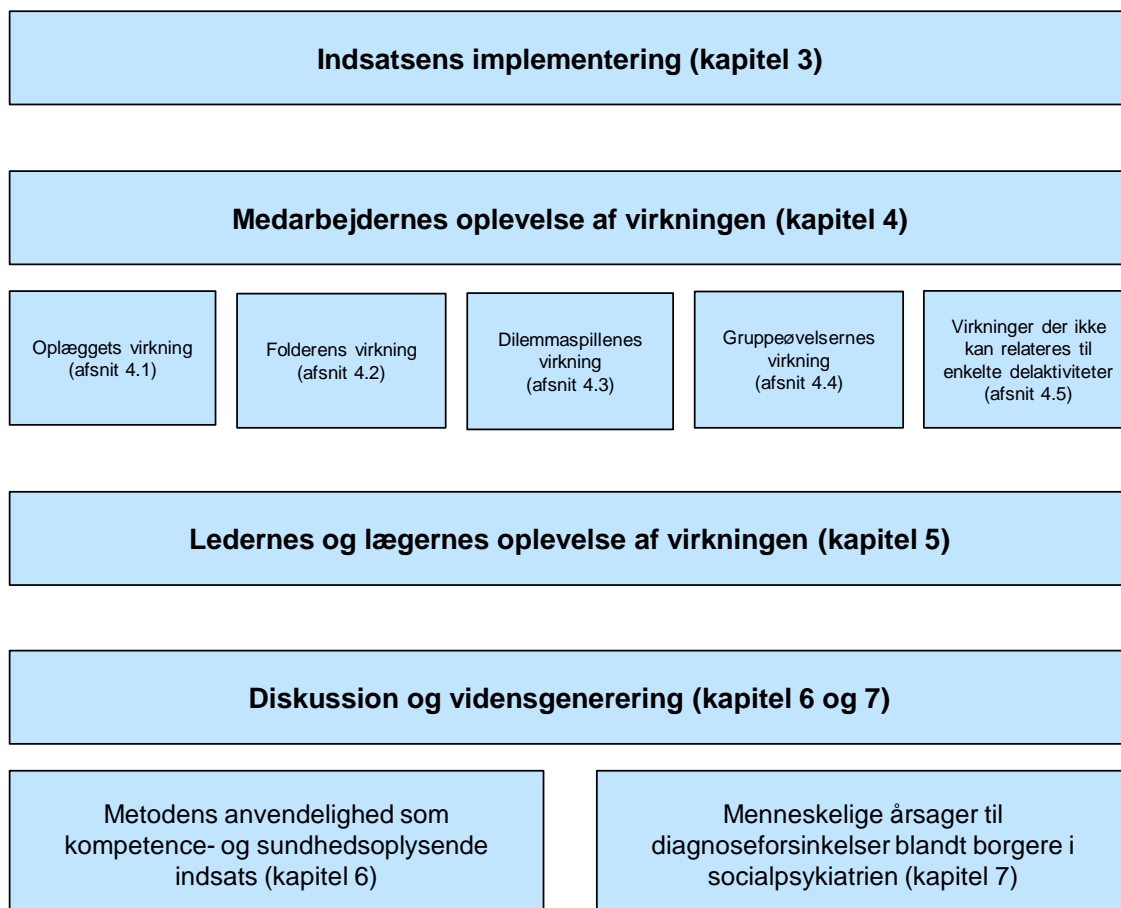 Indsatsens implementering (kapitel 3)
Medarbejdernes oplevelse af virkningen (kapitel 4)
Oplæggets virkning
(afsnit 4.1)
Folderens virkning
(afsnit 4.2)
Dilemmaspillenes
virkning
(afsnit 4.3)
Gruppeøvelsernes
virkning
(afsnit 4.4)
Virkninger der ikke
kan relateres til
enkelte delaktiviteter
(afsnit 4.5)
Ledernes og lægernes oplevelse af virkningen (kapitel 5)
Diskussion og vidensgenerering (kapitel 6 og 7)
Metodens anvendelighed som
kompetence- og sundhedsoplysende
indsats (kapitel 6)
Menneskelige årsager til
diagnoseforsinkelser blandt borgere i
socialpsykiatrien (kapitel 7)